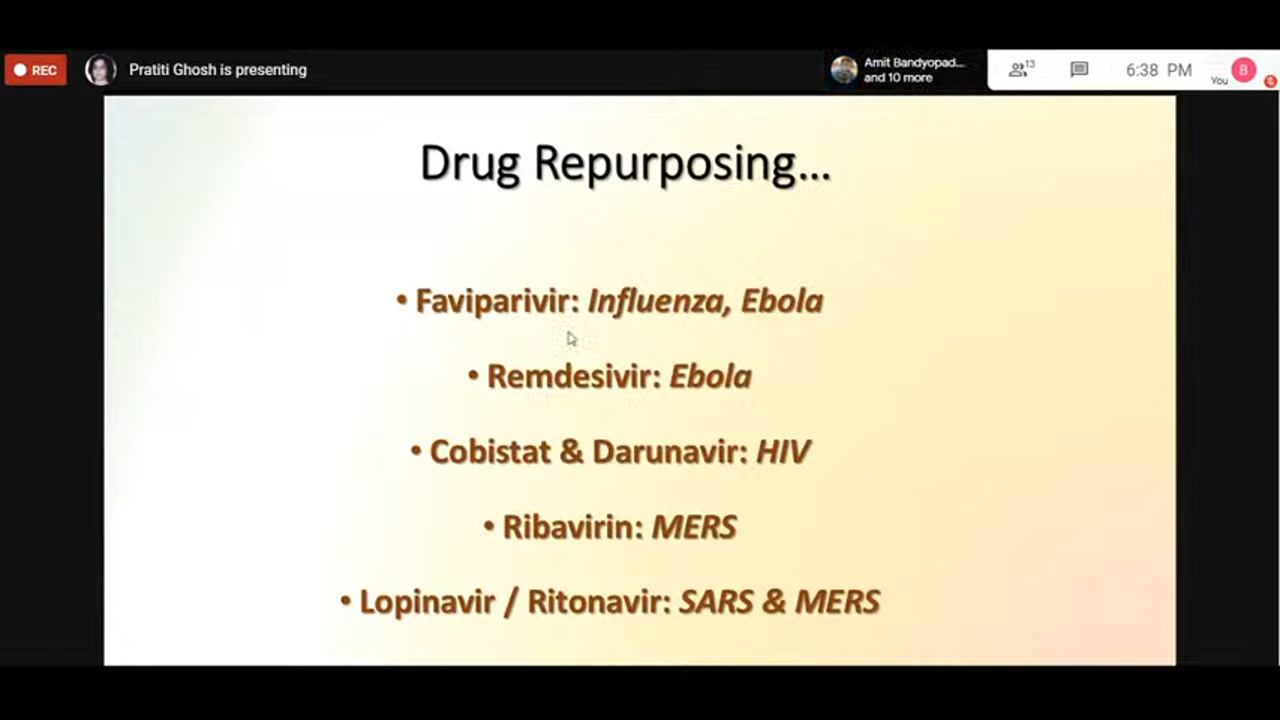 REC
Pratiti Ghosh is presenting
Amit Bandyopad...
and 10 more
13
6:38 PM
You
B
Drug Repurposing...
• Faviparivir: Influenza, Ebola
• Remdesivir: Ebola
• Cobistat & Darunavir: HIV
• Ribavirin: MERS
• Lopinavir / Ritonavir: SARS & MERS